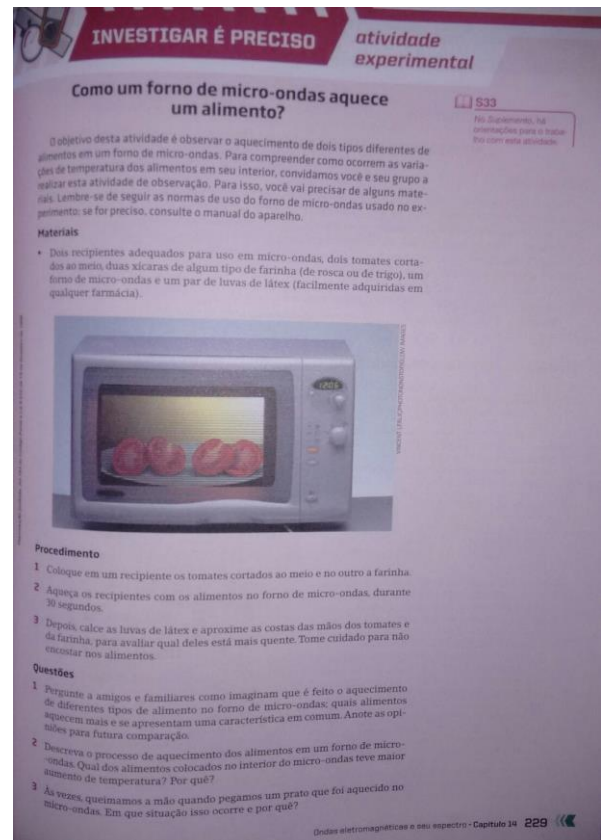 INVESTIGAR É PRECISO
atividade
experimental
Como um forno de micro-ondas aquece
um alimento?
S33
No Suplemento, há
orientações para o traba-
lho com esta atividade.
O objetivo desta atividade é observar o aquecimento de dois tipos diferentes de
alimentos em um forno de micro-ondas. Para compreender como ocorrem as varia-
ções de temperatura dos alimentos em seu interior, convidamos você e seu grupo a
realizar esta atividade de observação. Para isso, você vai precisar de alguns mate-
riais. Lembre-se de seguir as normas de uso do forno de micro-ondas usado no ex-
perimento; se for preciso, consulte o manual do aparelho.
Materiais
• Dois recipientes adequados para uso em micro-ondas, dois tomates corta-
dos ao meio, duas xícaras de algum tipo de farinha (de rosca ou de trigo), um
forno de micro-ondas e um par de luvas de látex (facilmente adquiridas em
qualquer farmácia).
Procedimento
1 Coloque em um recipiente os tomates cortados ao meio e no outro a farinha.
2 Aqueça os recipientes com os alimentos no forno de micro-ondas, durante
30 segundos.
3 Depois, calce as luvas de látex e aproxime as costas das mãos dos tomates e
da farinha, para avaliar qual deles está mais quente. Tome cuidado para não
encostar nos alimentos.
Questões
1 Pergunte a amigos e familiares como imaginam que é feito o aquecimento
de diferentes tipos de alimento no forno de micro-ondas; quais alimentos
aquecem mais e se apresentam uma característica em comum. Anote as opi-
niões para futura comparação.
2 Descreva o processo de aquecimento dos alimentos em um forno de micro-
-ondas. Qual dos alimentos colocados no interior do micro-ondas teve maior
aumento de temperatura? Por quê?
3 Às vezes, queimamos a mão quando pegamos um prato que foi aquecido no
micro-ondas. Em que situação isso ocorre e por quê?
Ondas eletromagnéticas e seu espectro • Capítulo 14 229